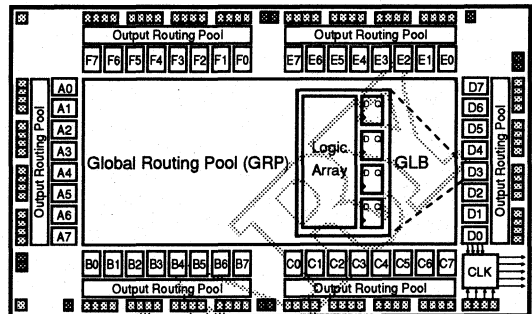 Output Routing Pool Output Routing Pool
F7 F6 F5 F4 F3 F2 F1 F0 E7 E6 E5 E4 E3 E2 E1 E0
Output Routing Pool
A0
A1
A2
A3
A4
A5
A6
A7
Global Routing Pool (GRP)
Logic
Array
GLB
D7
D6
D5
D4
D3
D2
D1
D0
Output Routing Pool
CLK
B0 B1 B2 B3 B4 B5 B6 B7 C0 C1 C2 C3 C4 C5 C6 C7
Output Routing Pool Output Routing Pool